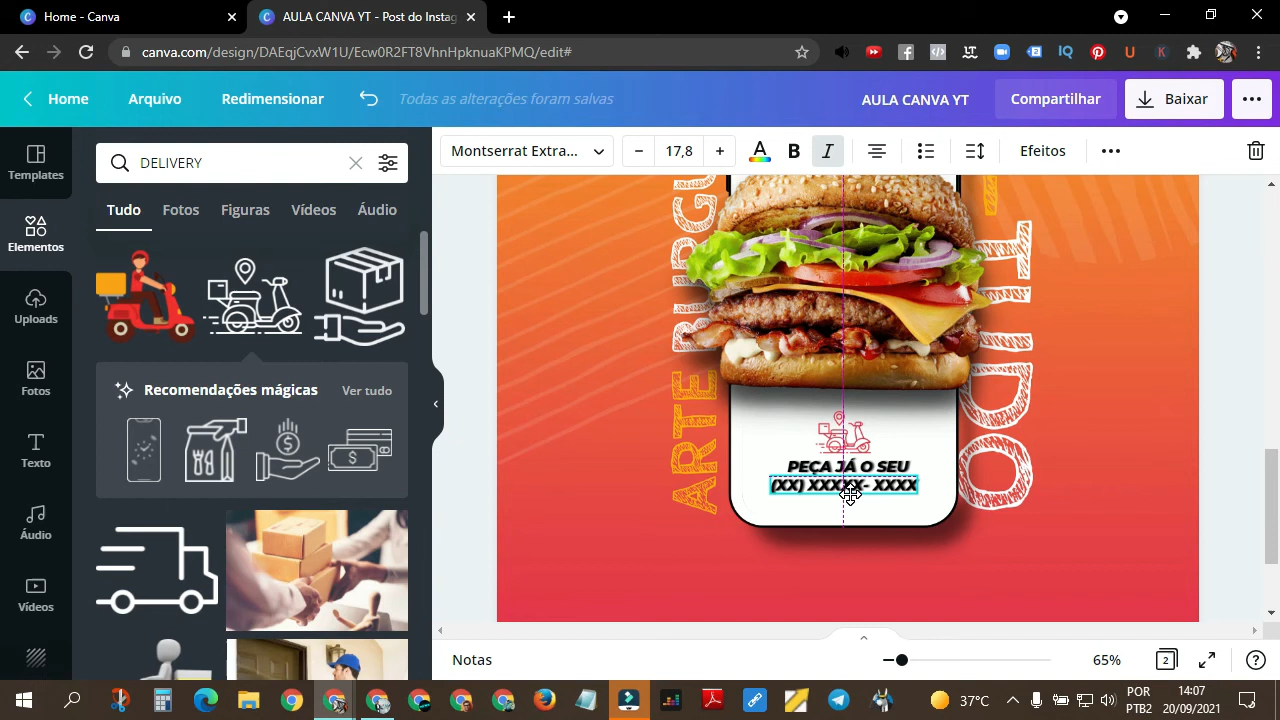 Home - Canva
AULA CANVA YT - Post do Instag
canva.com/design/DAEqjCvxW1U/Ecw0R2FT8VhnHpknuaKPMQ/edit#
Home
Arquivo
Redimensionar
Todas as alterações foram salvas
AULA CANVA YT
Compartilhar
Baixar
Templates
Elementos
Uploads
Fotos
Texto
Áudio
Vídeos
DELIVERY
Tudo
Fotos
Figuras
Vídeos
Áudio
Recomendações mágicas
Ver tudo
Montserrat Extra...
17,8
B
I
Efeitos
ARTE
PEÇA JÁ O SEU
(XX) XXXXX- XXXX
Notas
65%
2
37°C
POR
PTB2
14:07
20/09/2021